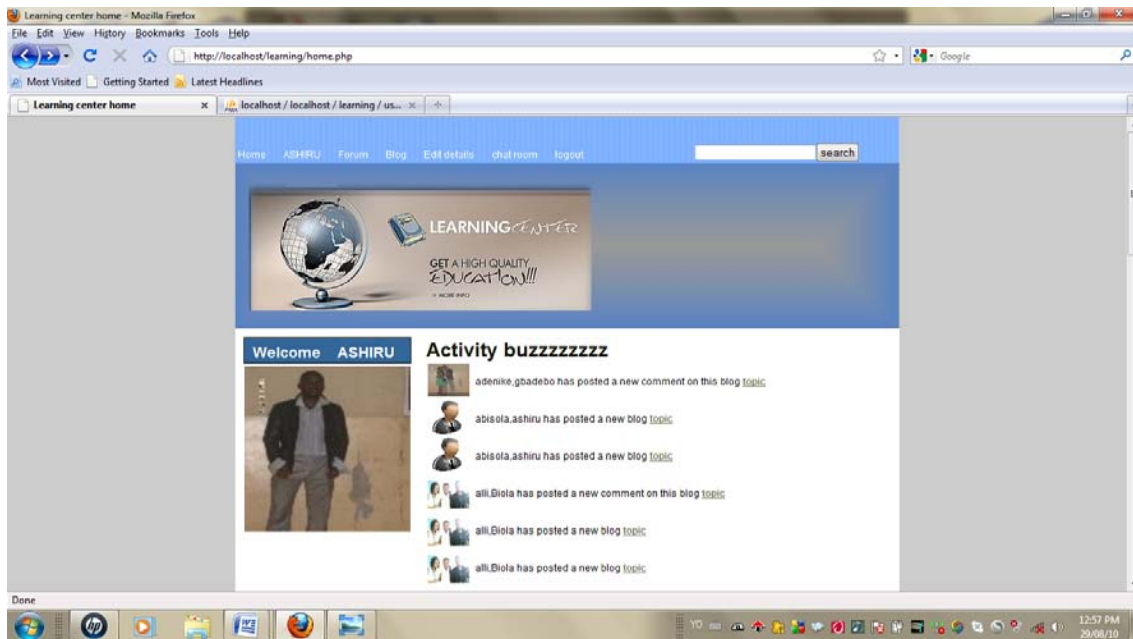 Learning center home - Mozilla Firefox
File Edit View History Bookmarks Tools Help
http://localhost/learning/home.php
Google
Most Visited Getting Started Latest Headlines
Learning center home
localhost / localhost / learning / us...
Home ASHIRU Forum Blog Edit details chat room logout
search
LEARNING CENTER
GET A HIGH QUALITY
EDUCATION!!!
MORE INFO
Welcome ASHIRU
Activity buzzzzzzzz
adenike,gbadebo has posted a new comment on this blog topic
abisola,ashiru has posted a new blog topic
abisola,ashiru has posted a new blog topic
alli,Biola has posted a new comment on this blog topic
alli,Biola has posted a new blog topic
alli,Biola has posted a new blog topic
Done
hp
YO
12:57 PM
29/08/10